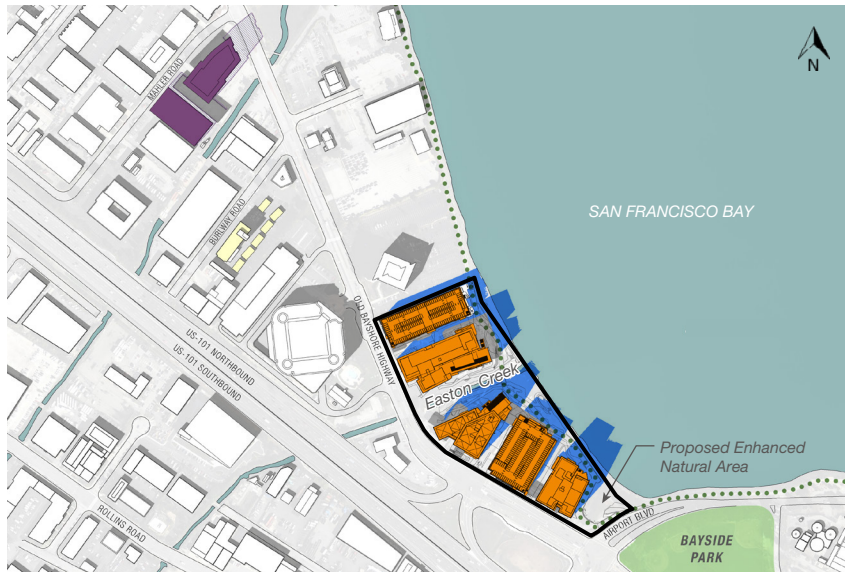 N
MAHLER ROAD
BURLWAY ROAD
SAN FRANCISCO BAY
OLD BAYSHORE HIGHWAY
US-101 NORTHBOUND
US-101 SOUTHBOUND
Easton Creek
Proposed Enhanced
Natural Area
ROLLINS ROAD
AIRPORT BLVD
BAYSIDE
PARK